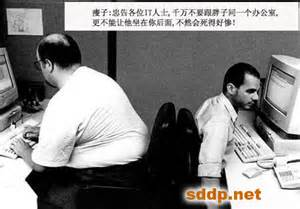 瘦子:忠告各位IT人士,千万不要跟胖子同一个办公室,
更不能让他坐在你后面,不然会死得好惨!
sddp.net